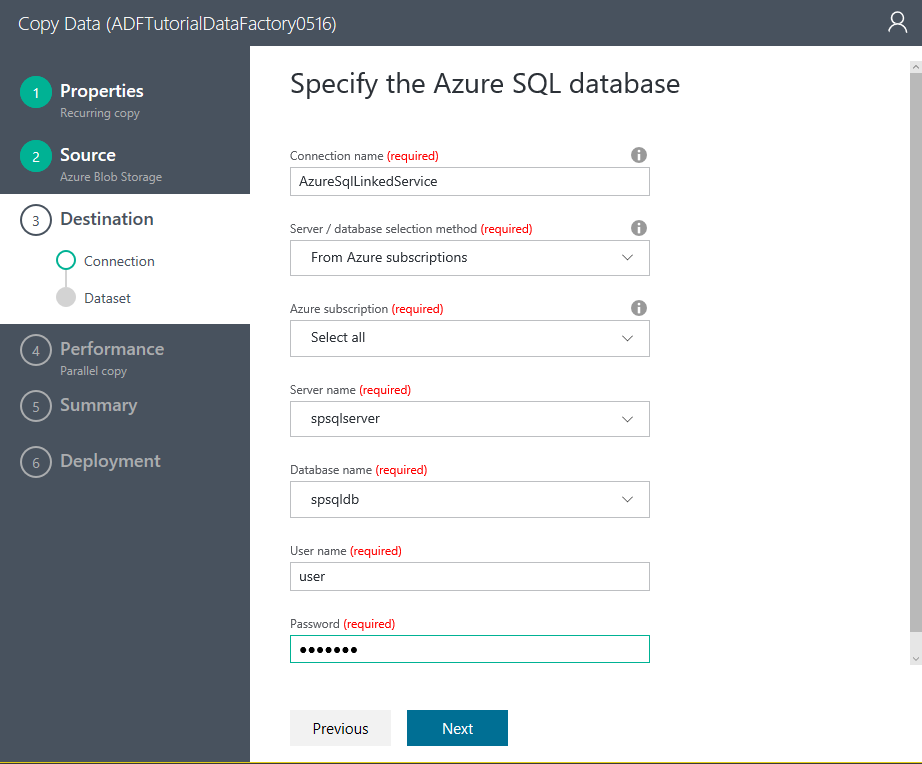 Copy Data (ADFTutorialDataFactory0516)
1 Properties
Recurring copy
2 Source
Azure Blob Storage
3 Destination
Connection
Dataset
4 Performance
Parallel copy
5 Summary
6 Deployment
Specify the Azure SQL database
Connection name (required)
AzureSqlLinkedService
Server / database selection method (required)
From Azure subscriptions
Azure subscription (required)
Select all
Server name (required)
spsqlserver
Database name (required)
spsqldb
User name (required)
user
Password (required)
●●●●●●●
Previous
Next